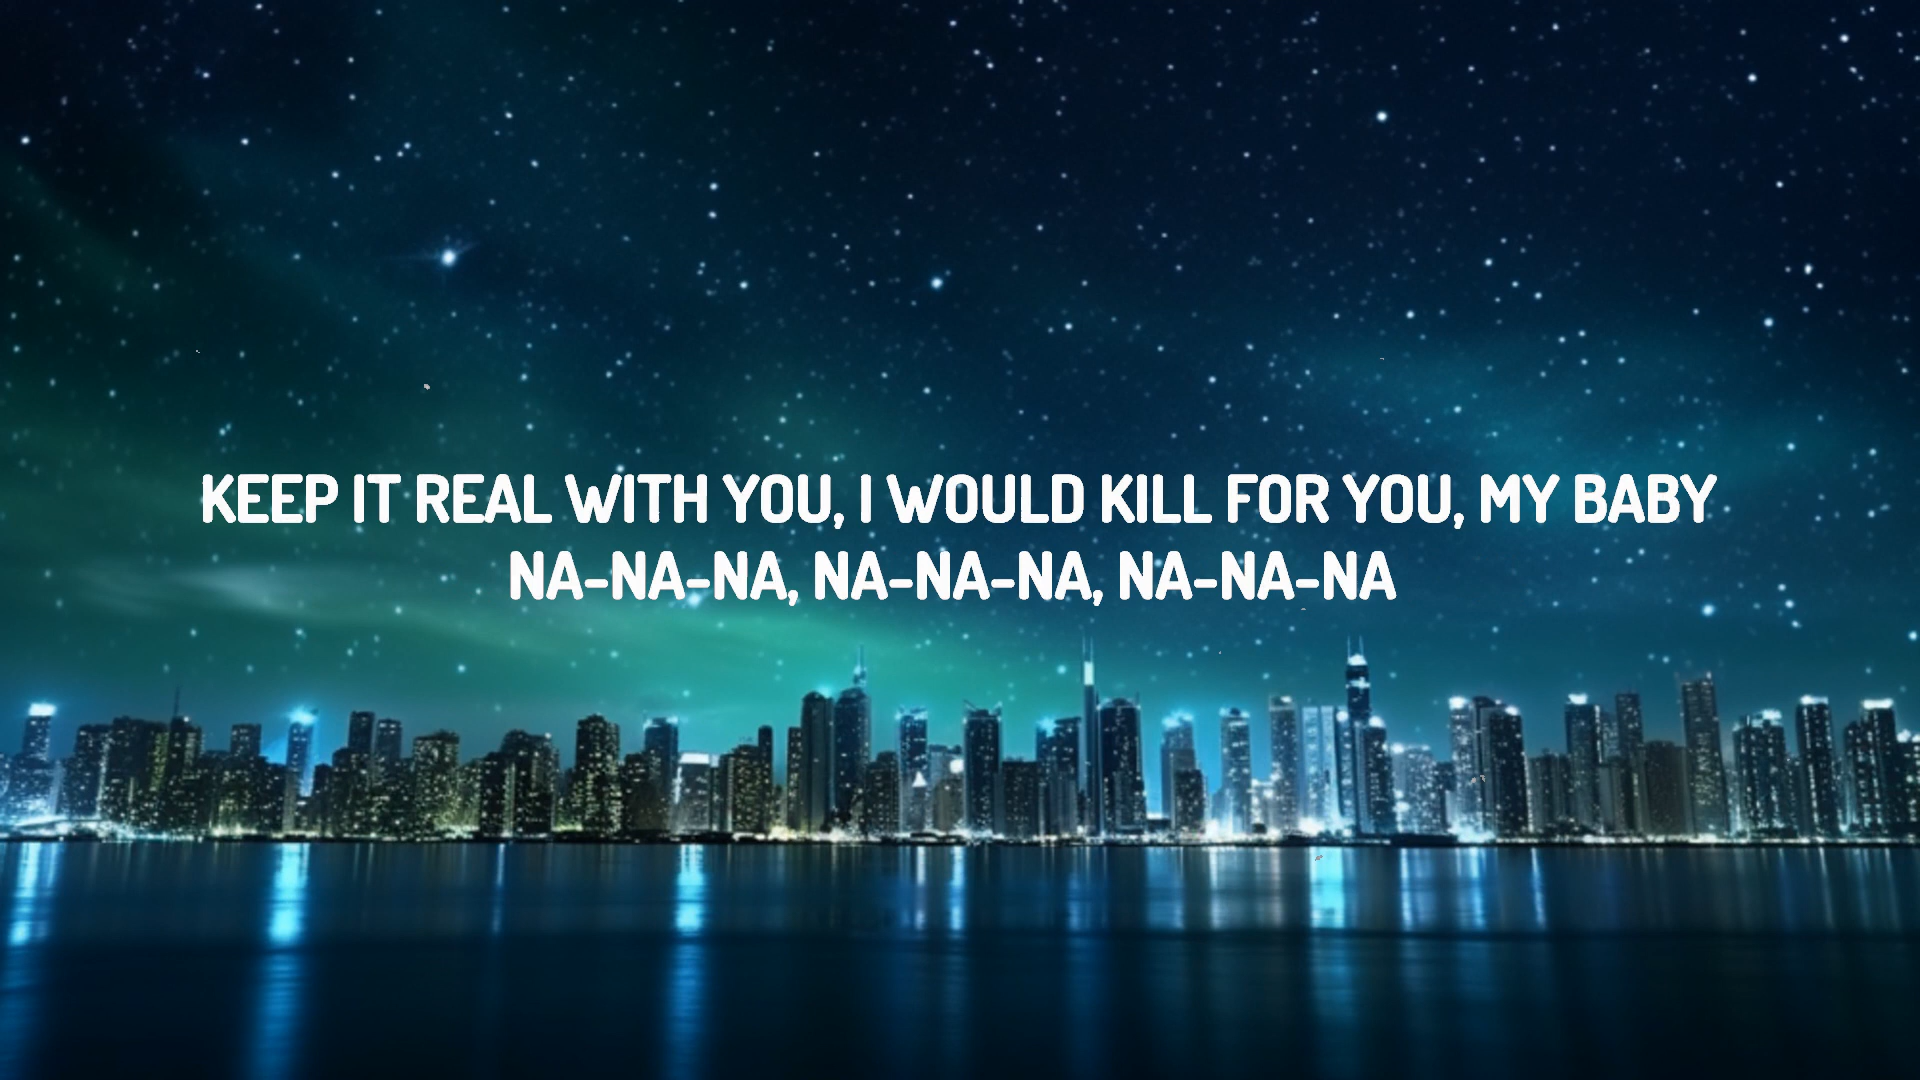 KEEP IT REAL WITH YOU, I WOULD KILL FOR YOU, MY BABY
NA-NA-NA, NA-NA-NA, NA-NA-NA